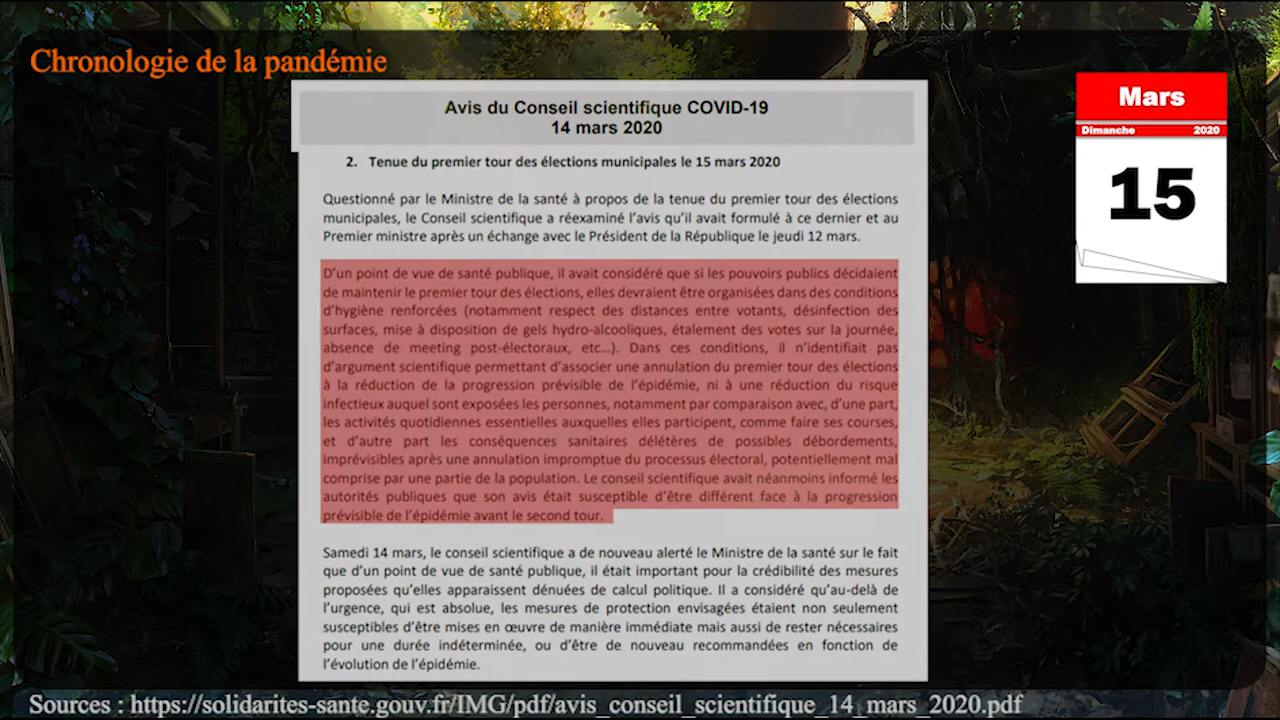 Chronologie de la pandémie
Avis du Conseil scientifique COVID-19
14 mars 2020
2. Tenue du premier tour des élections municipales le 15 mars 2020
Questionné par le Ministre de la santé à propos de la tenue du premier tour des élections
municipales, le Conseil scientifique a réexaminé l'avis qu'il avait formulé à ce dernier et au
Premier ministre après un échange avec le Président de la République le jeudi 12 mars.
D'un point de vue de santé publique, il avait considéré que si les pouvoirs publics décidaient
de maintenir le premier tour des élections, elles devraient être organisées dans des conditions
d'hygiène renforcées (notamment respect des distances entre votants, désinfection des
surfaces, mise à disposition de gels hydro-alcooliques, étalement des votes sur la journée,
absence de meeting post-électoraux, etc...). Dans ces conditions, il n'identifiait pas
d'argument scientifique permettant d'associer une annulation du premier tour des élections
à la réduction de la progression prévisible de l'épidémie, ni à une réduction du risque
infectieux auquel sont exposées les personnes, notamment par comparaison avec, d'une part,
les activités quotidiennes essentielles auxquelles elles participent, comme faire ses courses,
et d'autre part les conséquences sanitaires délétères de possibles débordements,
imprévisibles après une annulation impromptue du processus électoral, potentiellement mal
comprise par une partie de la population. Le conseil scientifique avait néanmoins informé les
autorités publiques que son avis était susceptible d'être différent face à la progression
prévisible de l'épidémie avant le second tour.
Samedi 14 mars, le conseil scientifique a de nouveau alerté le Ministre de la santé sur le fait
que d'un point de vue de santé publique, il était important pour la crédibilité des mesures
proposées qu'elles apparaissent dénuées de calcul politique. Il a considéré qu'au-delà de
l'urgence, qui est absolue, les mesures de protection envisagées étaient non seulement
susceptibles d'être mises en œuvre de manière immédiate mais aussi de rester nécessaires
pour une durée indéterminée, ou d'être de nouveau recommandées en fonction de
l'évolution de l'épidémie.
Mars
Dimanche 2020
15
Sources : https://solidarites-sante.gouv.fr/IMG/pdf/avis_conseil_scientifique_14_mars_2020.pdf